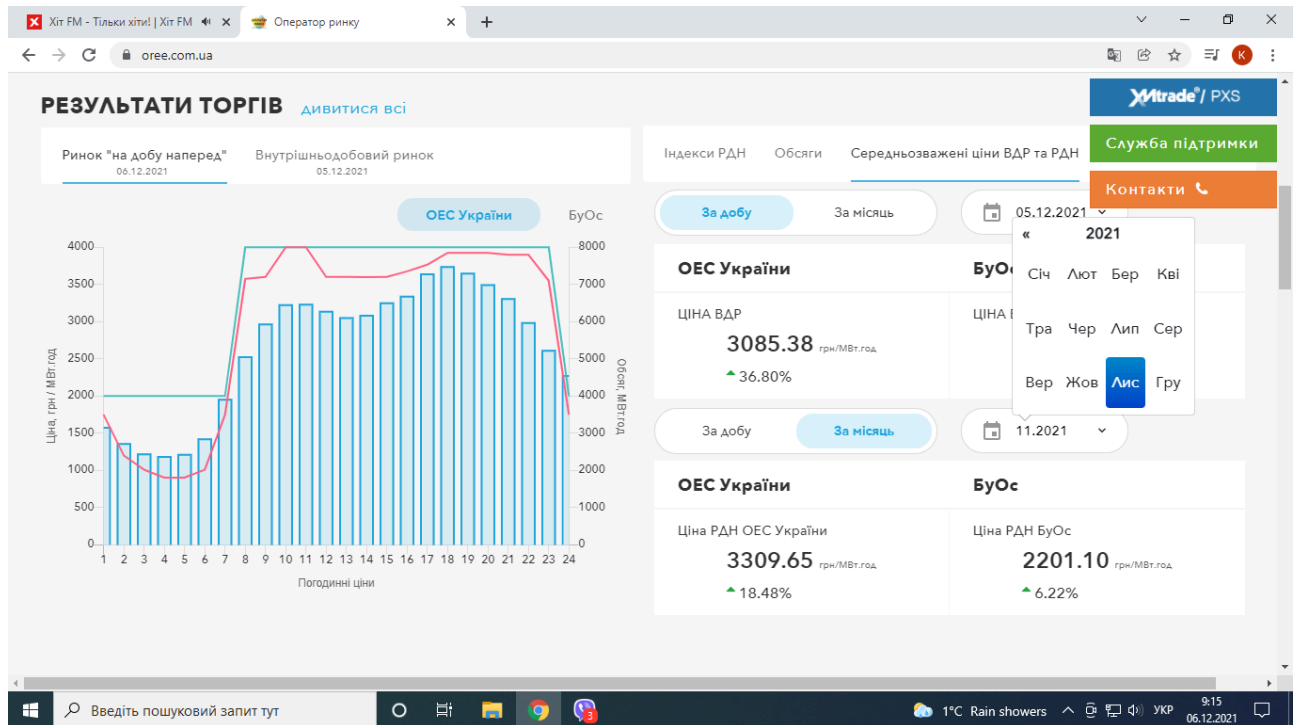 Хіт FM - Тільки хіти! | Хіт FM
Оператор ринку
oree.com.ua
K
XMtrade®/ PXS
Служба підтримки
Контакти
РЕЗУЛЬТАТИ ТОРГІВ дивитися всі
Ринок "на добу наперед"
06.12.2021
Внутрішньодобовий ринок
05.12.2021
ОЕС України
БуОс
4000
3500
3000
2500
2000
1500
1000
500
0
Ціна, грн / МВт.год
8000
7000
6000
5000
4000
3000
2000
1000
0
Обсяг, МВт.год
1 2 3 4 5 6 7 8 9 10 11 12 13 14 15 16 17 18 19 20 21 22 23 24
Погодинні ціни
Індекси РДН Обсяги Середньозважені ціни ВДР та РДН
За добу За місяць 05.12.2021
« 2021
Січ Лют Бер Кві
Тра Чер Лип Сер
Вер Жов Лис Гру
ОЕС України
ЦІНА ВДР
3085.38 грн/МВт.год
36.80%
ЦІНА
За добу За місяць 11.2021
ОЕС України
Ціна РДН ОЕС України
3309.65 грн/МВт.год
18.48%
БуОс
Ціна РДН БуОс
2201.10 грн/МВт.год
6.22%
Введіть пошуковий запит тут
3
1°C Rain showers
УКР
9:15
06.12.2021